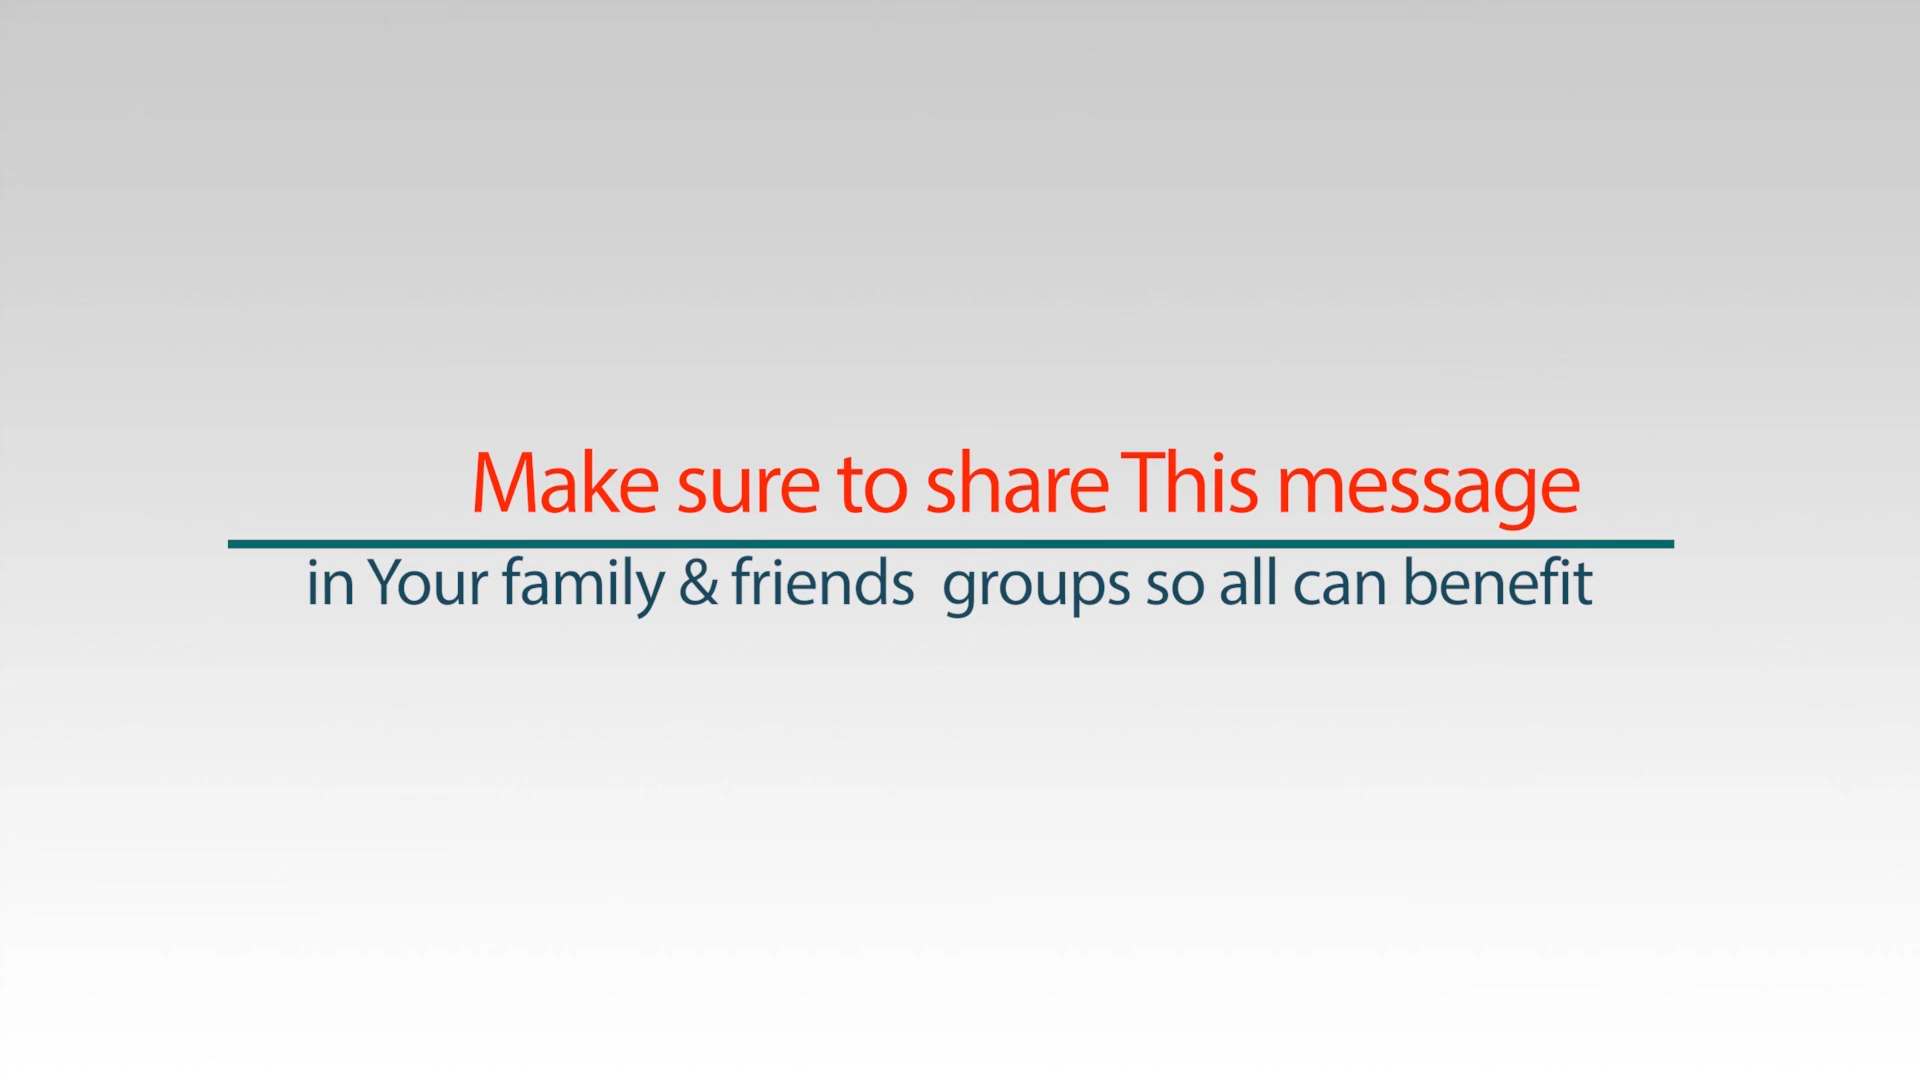 Make sure to share This message
in Your family & friends groups so all can benefit